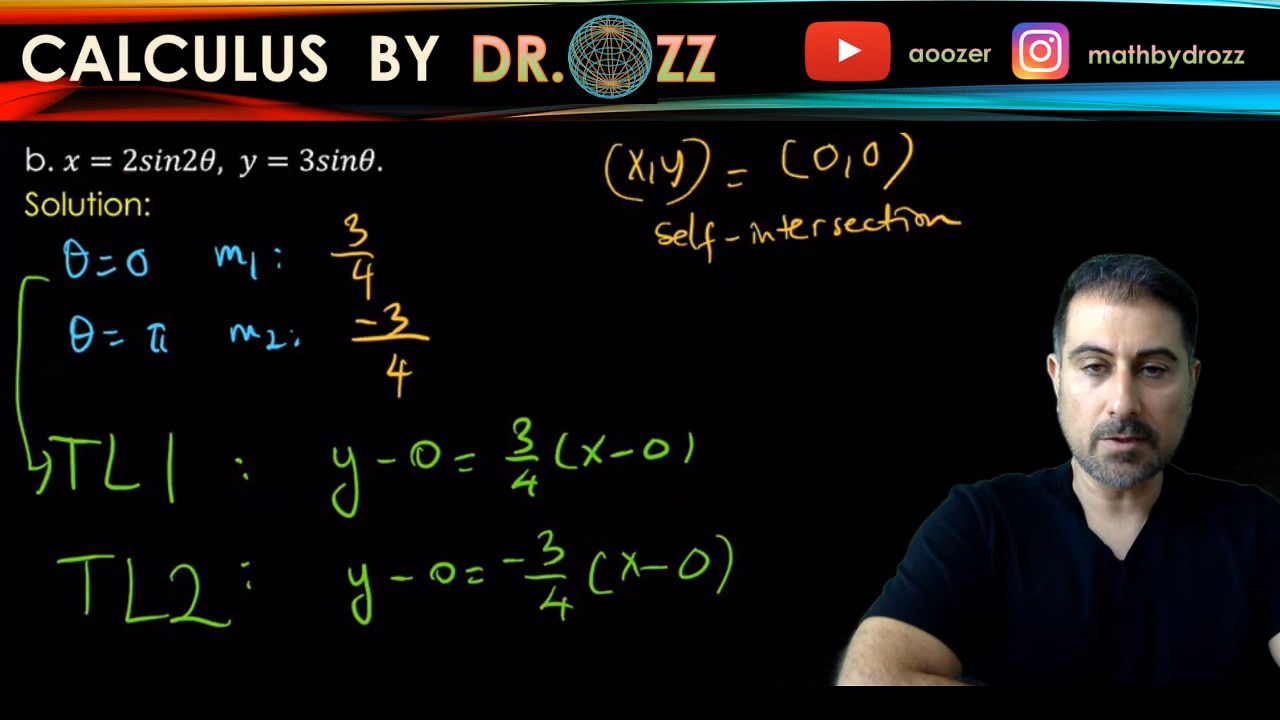 CALCULUS BY DR. ZZ
aoozer
mathbydrozz
b. x = 2sin2θ, y = 3sinθ.
(x,y) = (0,0)
self-intersection
Solution:
θ=0 m1: 3/4
θ=π m2: -3/4
TL1 : y-0 = 3/4 (x-0)
TL2 : y-0 = -3/4 (x-0)